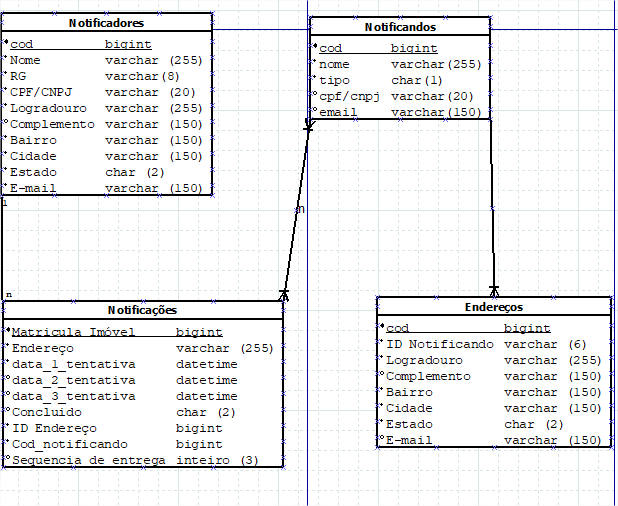 Notificadores
cod bigint
Nome varchar (255)
RG varchar(8)
CPF/CNPJ varchar (20)
Logradouro varchar (255)
Complemento varchar (150)
Bairro varchar (150)
Cidade varchar (150)
Estado char (2)
E-mail varchar (150)
Notificandos
cod bigint
nome varchar(255)
tipo char(1)
cpf/cnpj varchar(20)
email varchar(150)
1
n
n
Notificações
Matricula Imóvel bigint
Endereço varchar (255)
data_1_tentativa datetime
data_2_tentativa datetime
data_3_tentativa datetime
Concluido char (2)
ID Endereço bigint
Cod_notificando bigint
Sequencia de entrega inteiro (3)
Endereços
cod bigint
ID Notificando varchar (6)
Logradouro varchar (255)
Complemento varchar (150)
Bairro varchar (150)
Cidade varchar (150)
Estado char (2)
E-mail varchar (150)